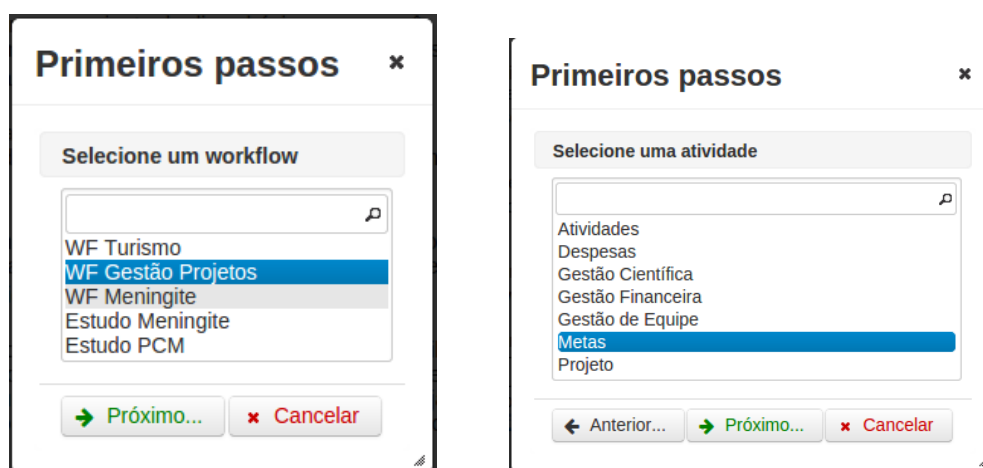 Primeiros passos
Selecione um workflow
WF Turismo
WF Gestão Projetos
WF Meningite
Estudo Meningite
Estudo PCM
Próximo...
Cancelar
Primeiros passos
Selecione uma atividade
Atividades
Despesas
Gestão Científica
Gestão Financeira
Gestão de Equipe
Metas
Projeto
Anterior...
Próximo...
Cancelar